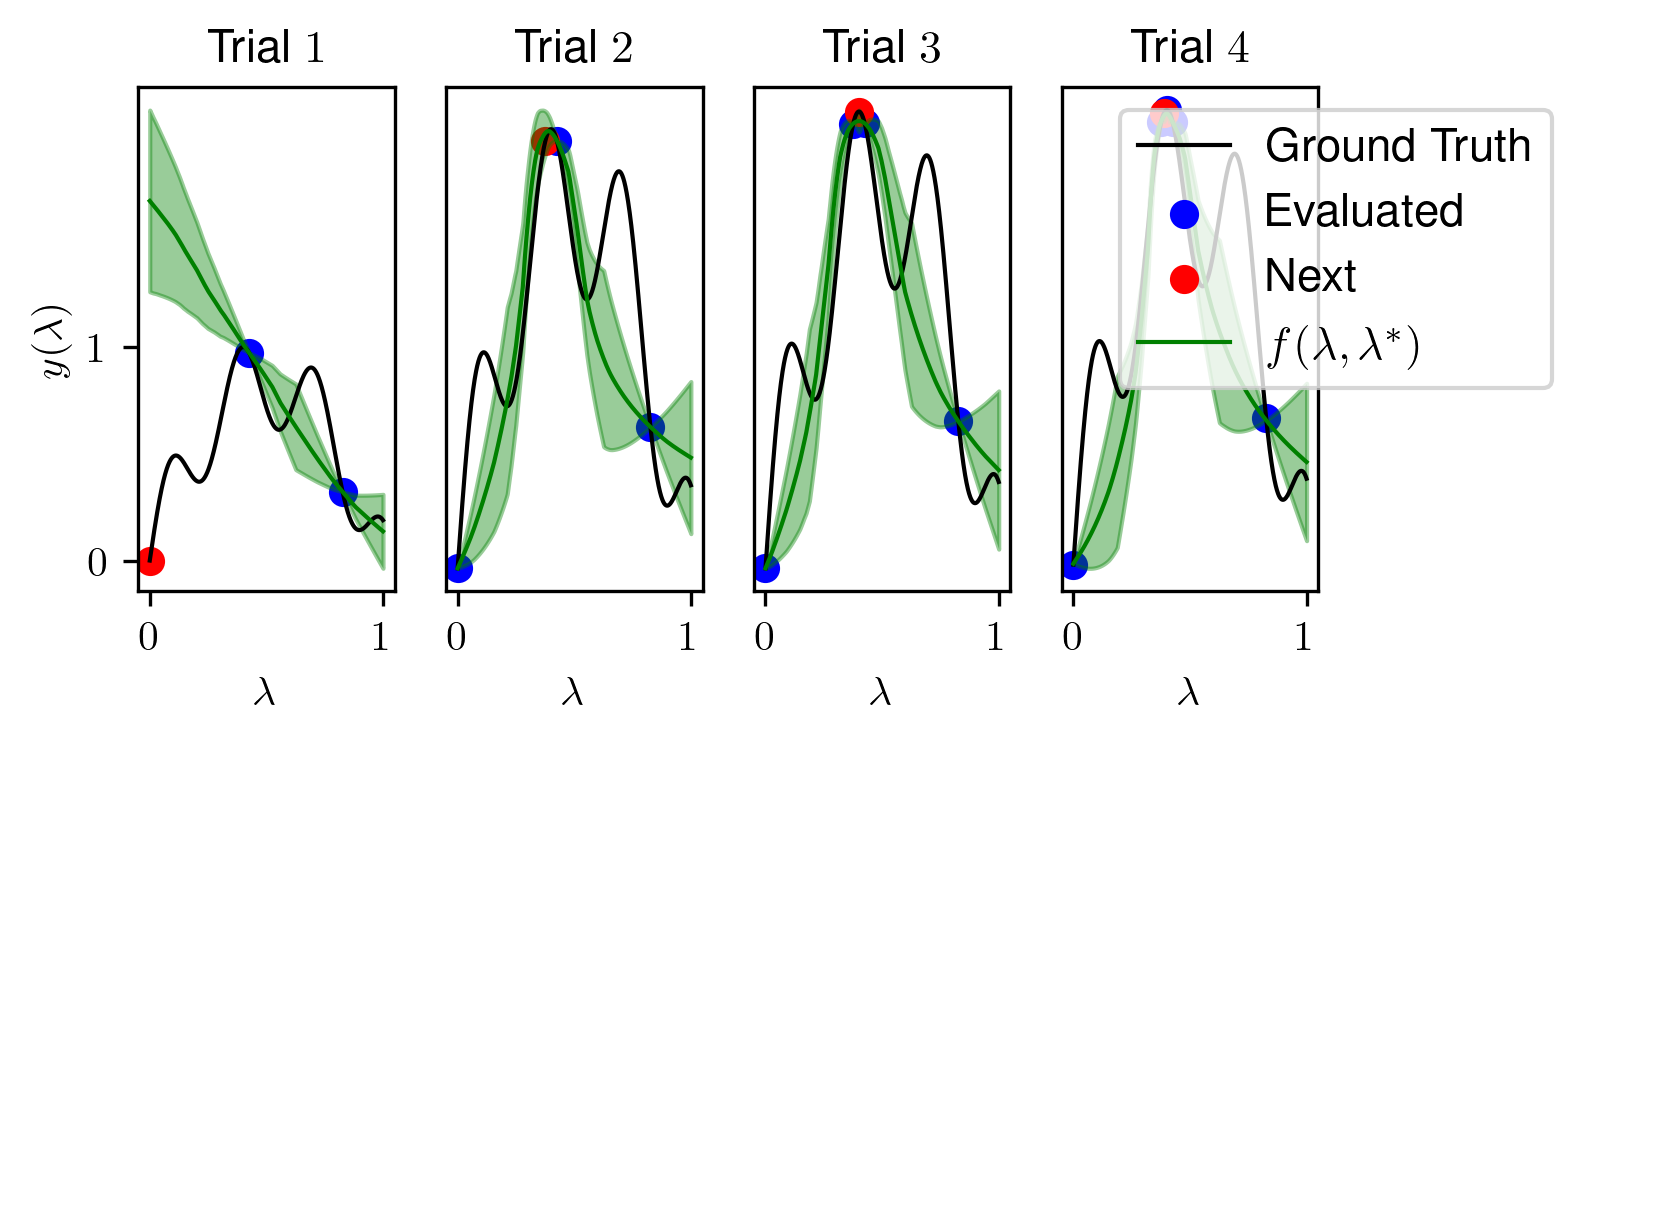 Trial 1 Trial 2 Trial 3 Trial 4
Ground Truth
Evaluated
Next
f(λ, λ*)
y(λ)
1
0
0 1 0 1 0 1 0 1
λ λ λ λ